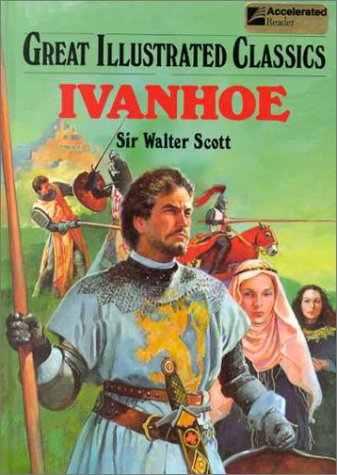 Accelerated
Reader
GREAT ILLUSTRATED CLASSICS
IVANHOE
Sir Walter Scott